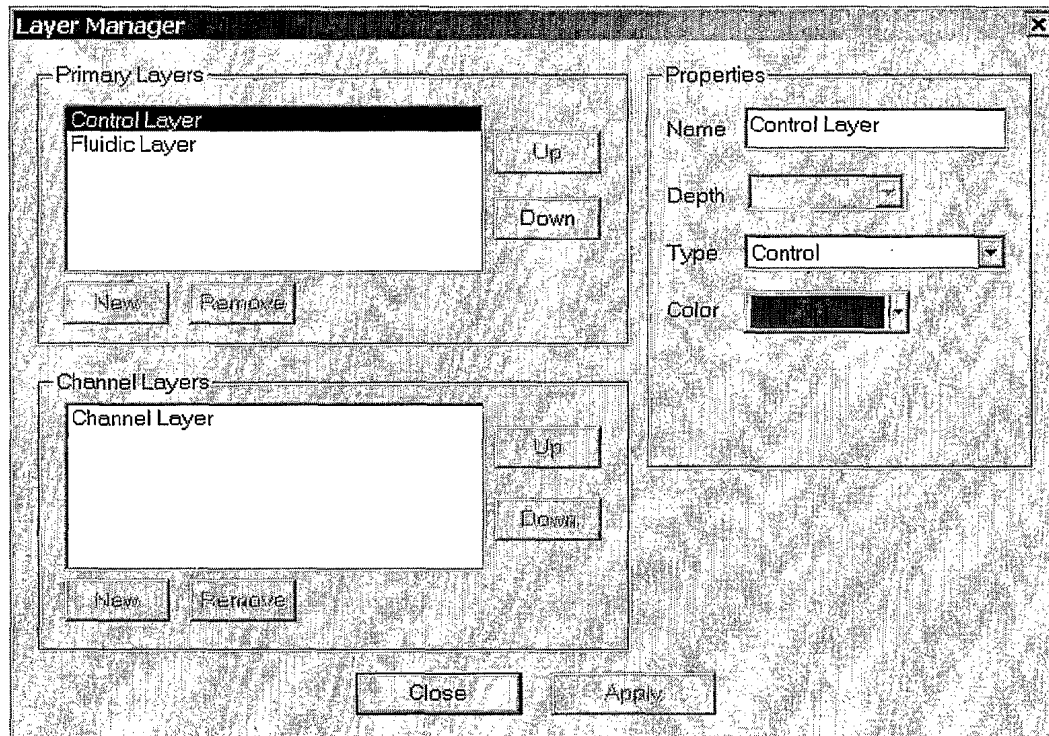 Layer Manager
Primary Layers
Control Layer
Fluidic Layer
Up
Down
New
Remove
Channel Layers
Channel Layer
Up
Down
New
Remove
Properties
Name
Control Layer
Depth
Type
Control
Color
Close
Apply